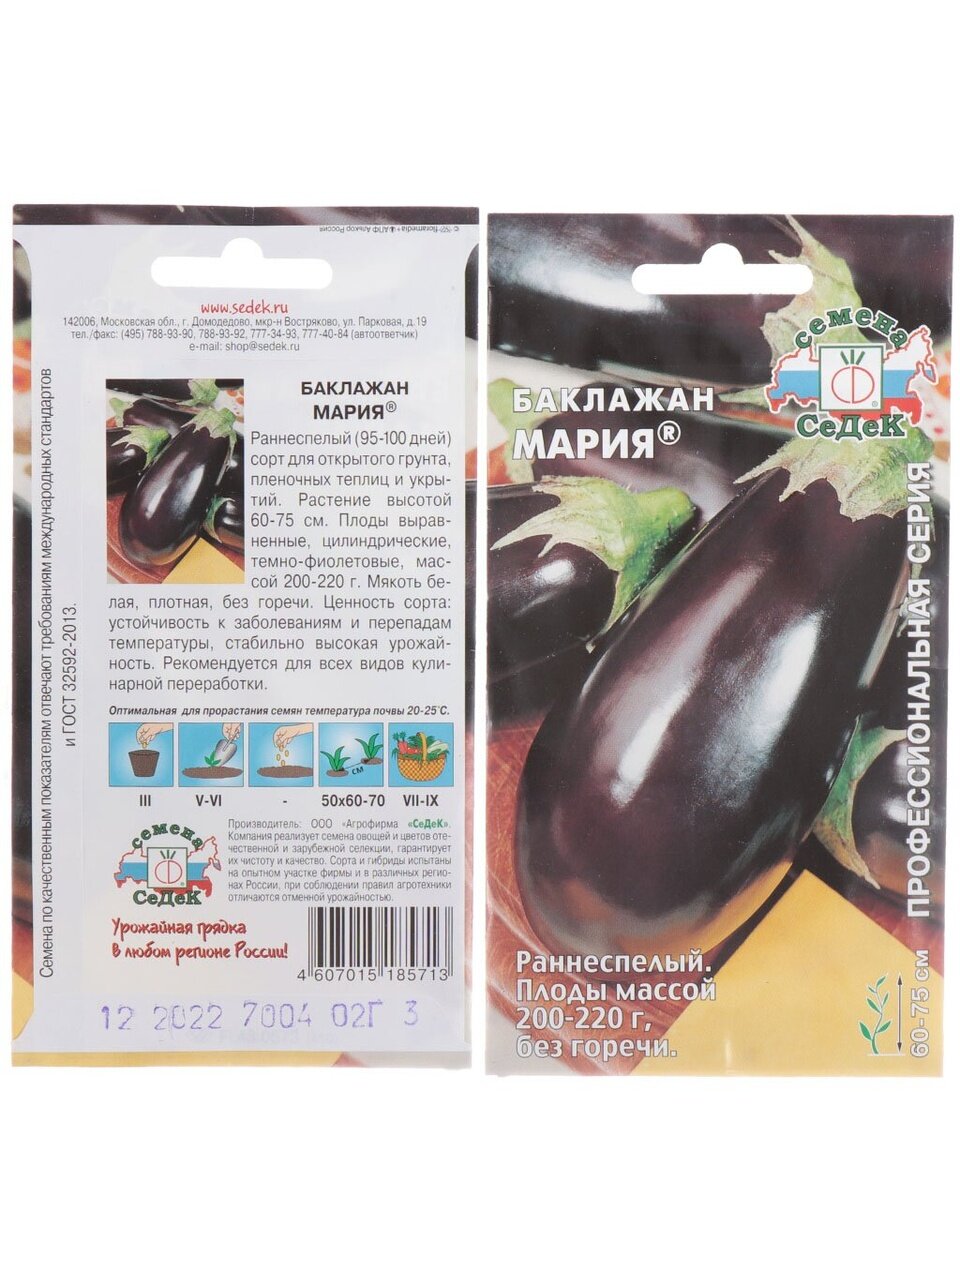 www.sedek.ru
142006, Московская обл., г. Домодедово, мкр-н Востряково, ул. Парковая, д.19
тел./факс: (495) 788-93-90, 788-93-92, 777-34-93, 777-40-84 (автоответчик)
e-mail: shop@sedek.ru
БАКЛАЖАН
МАРИЯ®
Раннеспелый (95-100 дней)
сорт для открытого грунта,
пленочных теплиц и укры-
тий. Растение высотой
60-75 см. Плоды вырав-
ненные, цилиндрические,
темно-фиолетовые, мас-
сой 200-220 г. Мякоть бе-
лая, плотная, без горечи. Ценность сорта:
устойчивость к заболеваниям и перепадам
температуры, стабильно высокая урожай-
ность. Рекомендуется для всех видов кули-
нарной переработки.
Оптимальная для прорастания семян температура почвы 20-25˚С.
см
III V-VI - 50х60-70 VII-IX
семена
СеДеК
Производитель: ООО «Агрофирма «СеДеК».
Компания реализует семена овощей и цветов оте-
чественной и зарубежной селекции, гарантирует
их чистоту и качество. Сорта и гибриды испытаны
на опытном участке фирмы и в различных регио-
нах России, при соблюдении правил агротехники
отличаются отменной урожайностью.
Урожайная грядка
в любом регионе России!
4 607015 185713
12 2022 7004 02Г 3
Семена по качественным показателям отвечают требованиям международных стандартов
и ГОСТ 32592-2013.
семена
СеДеК
БАКЛАЖАН
МАРИЯ®
ПРОФЕССИОНАЛЬНАЯ СЕРИЯ
Раннеспелый.
Плоды массой
200-220 г,
без горечи.
60-75 см